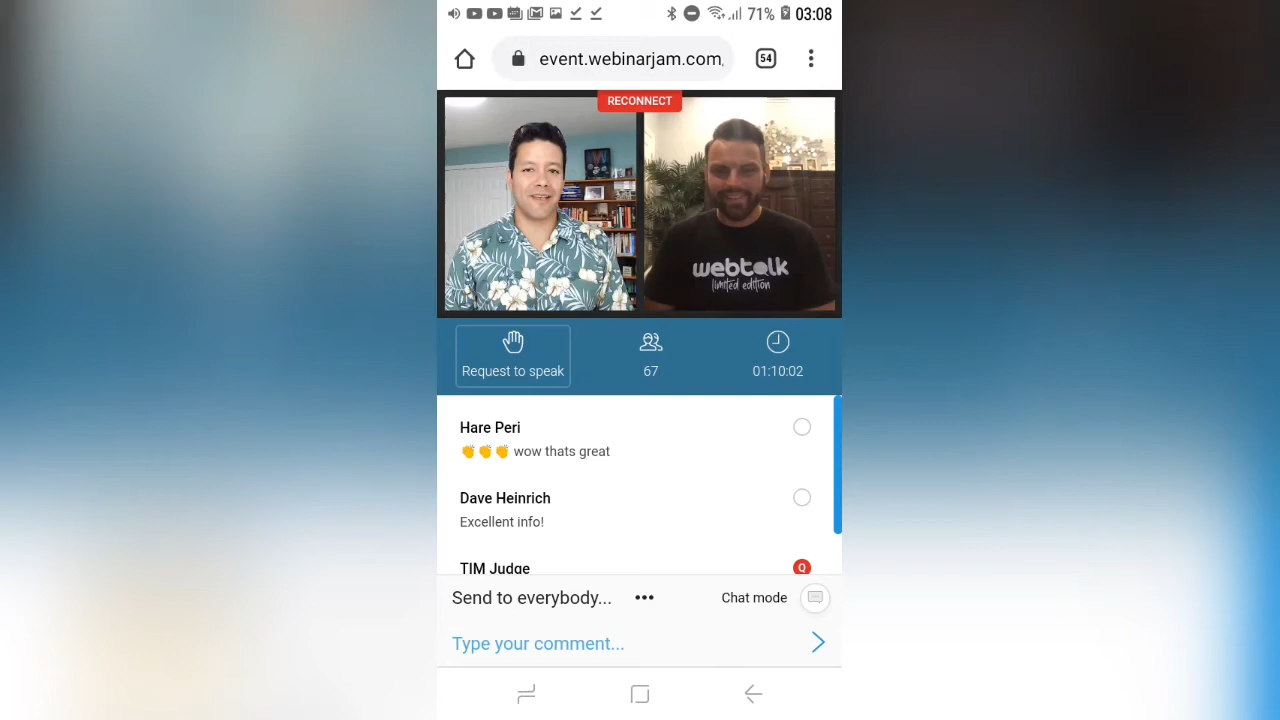 71% 03:08
event.webinarjam.com,
54
RECONNECT
webtalk
limited edition
Request to speak
67
01:10:02
Hare Peri
👏👏👏 wow thats great
Dave Heinrich
Excellent info!
TIM Judge
Q
Send to everybody... •••
Chat mode
Type your comment...